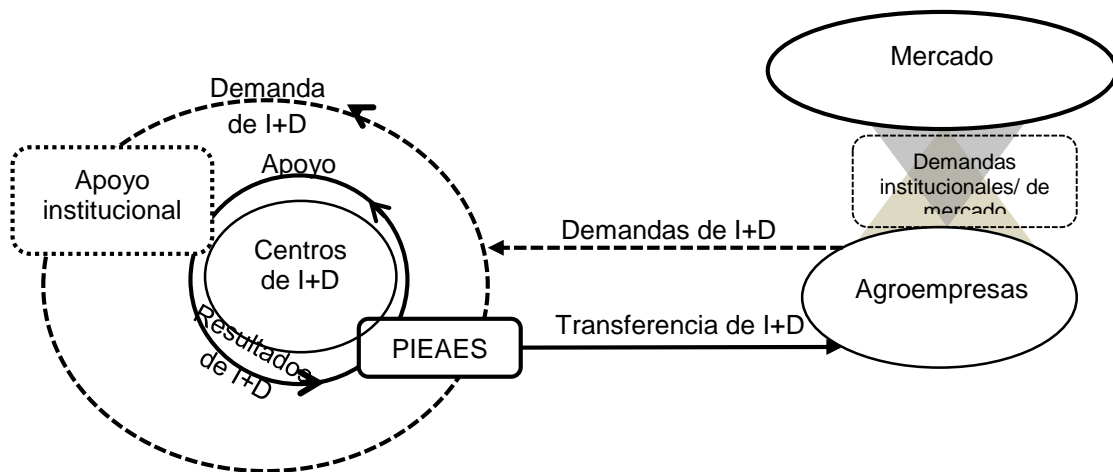 Demanda
de I+D
Apoyo
institucional
Apoyo
Centros
de I+D
Resultados
de I+D
PIEAES
Demandas de I+D
Transferencia de I+D
Mercado
Demandas
institucionales/ de
mercado
Agroempresas